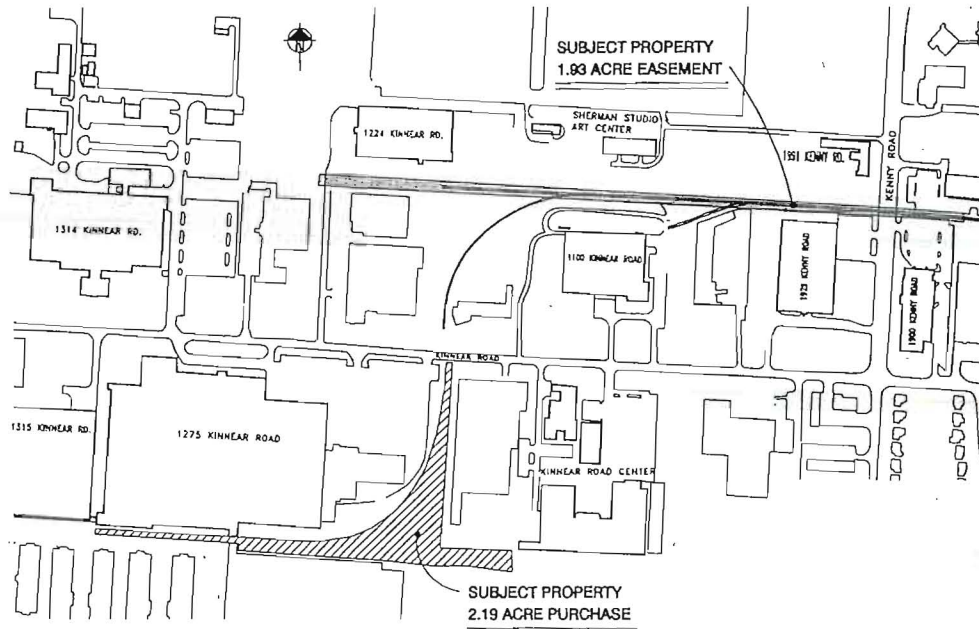 SUBJECT PROPERTY
1.93 ACRE EASEMENT
1224 KINNEAR RD.
SHERMAN STUDIO
ART CENTER
1951 KENNY RD.
KENNY ROAD
1314 KINNEAR RD.
1100 KINNEAR ROAD
1923 KENNY ROAD
1900 KENNY ROAD
KINNEAR ROAD
1315 KINNEAR RD.
1275 KINNEAR ROAD
KINNEAR ROAD CENTER
SUBJECT PROPERTY
2.19 ACRE PURCHASE